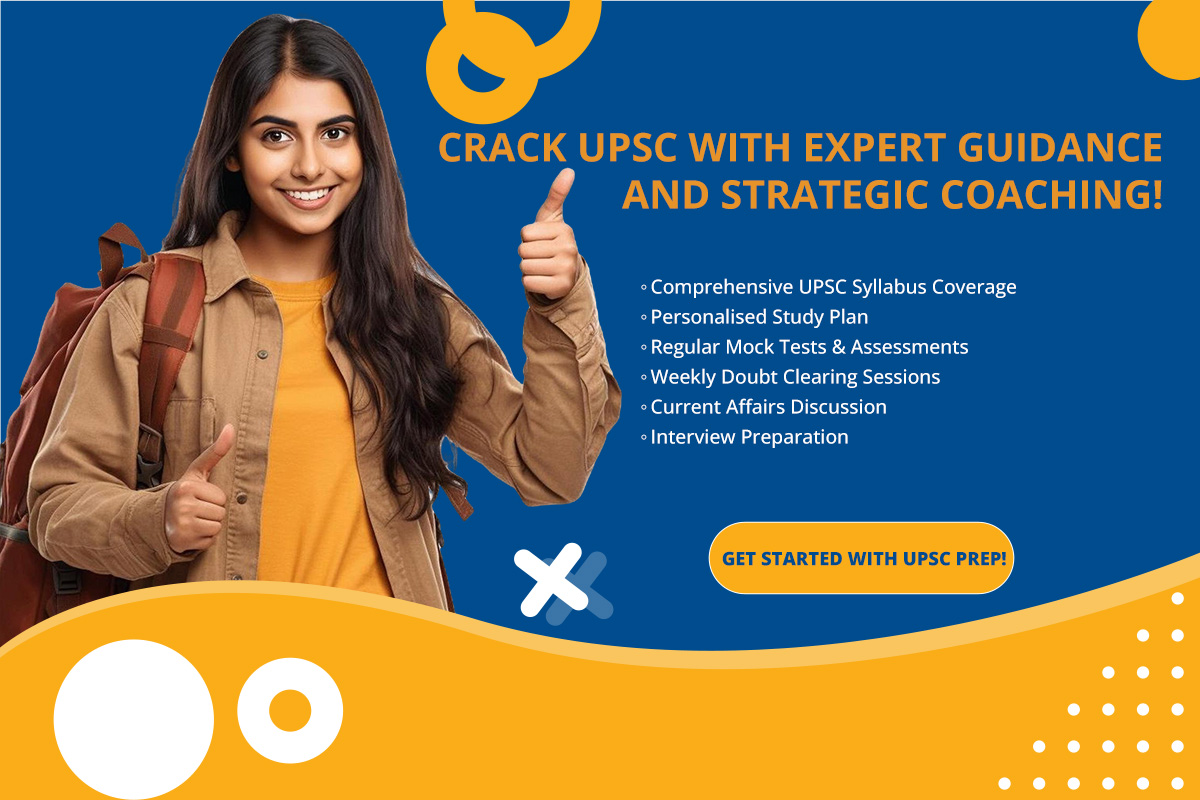 CRACK UPSC WITH EXPERT GUIDANCE
AND STRATEGIC COACHING!
◦Comprehensive UPSC Syllabus Coverage
◦Personalised Study Plan
◦Regular Mock Tests & Assessments
◦Weekly Doubt Clearing Sessions
◦Current Affairs Discussion
◦Interview Preparation
GET STARTED WITH UPSC PREP!